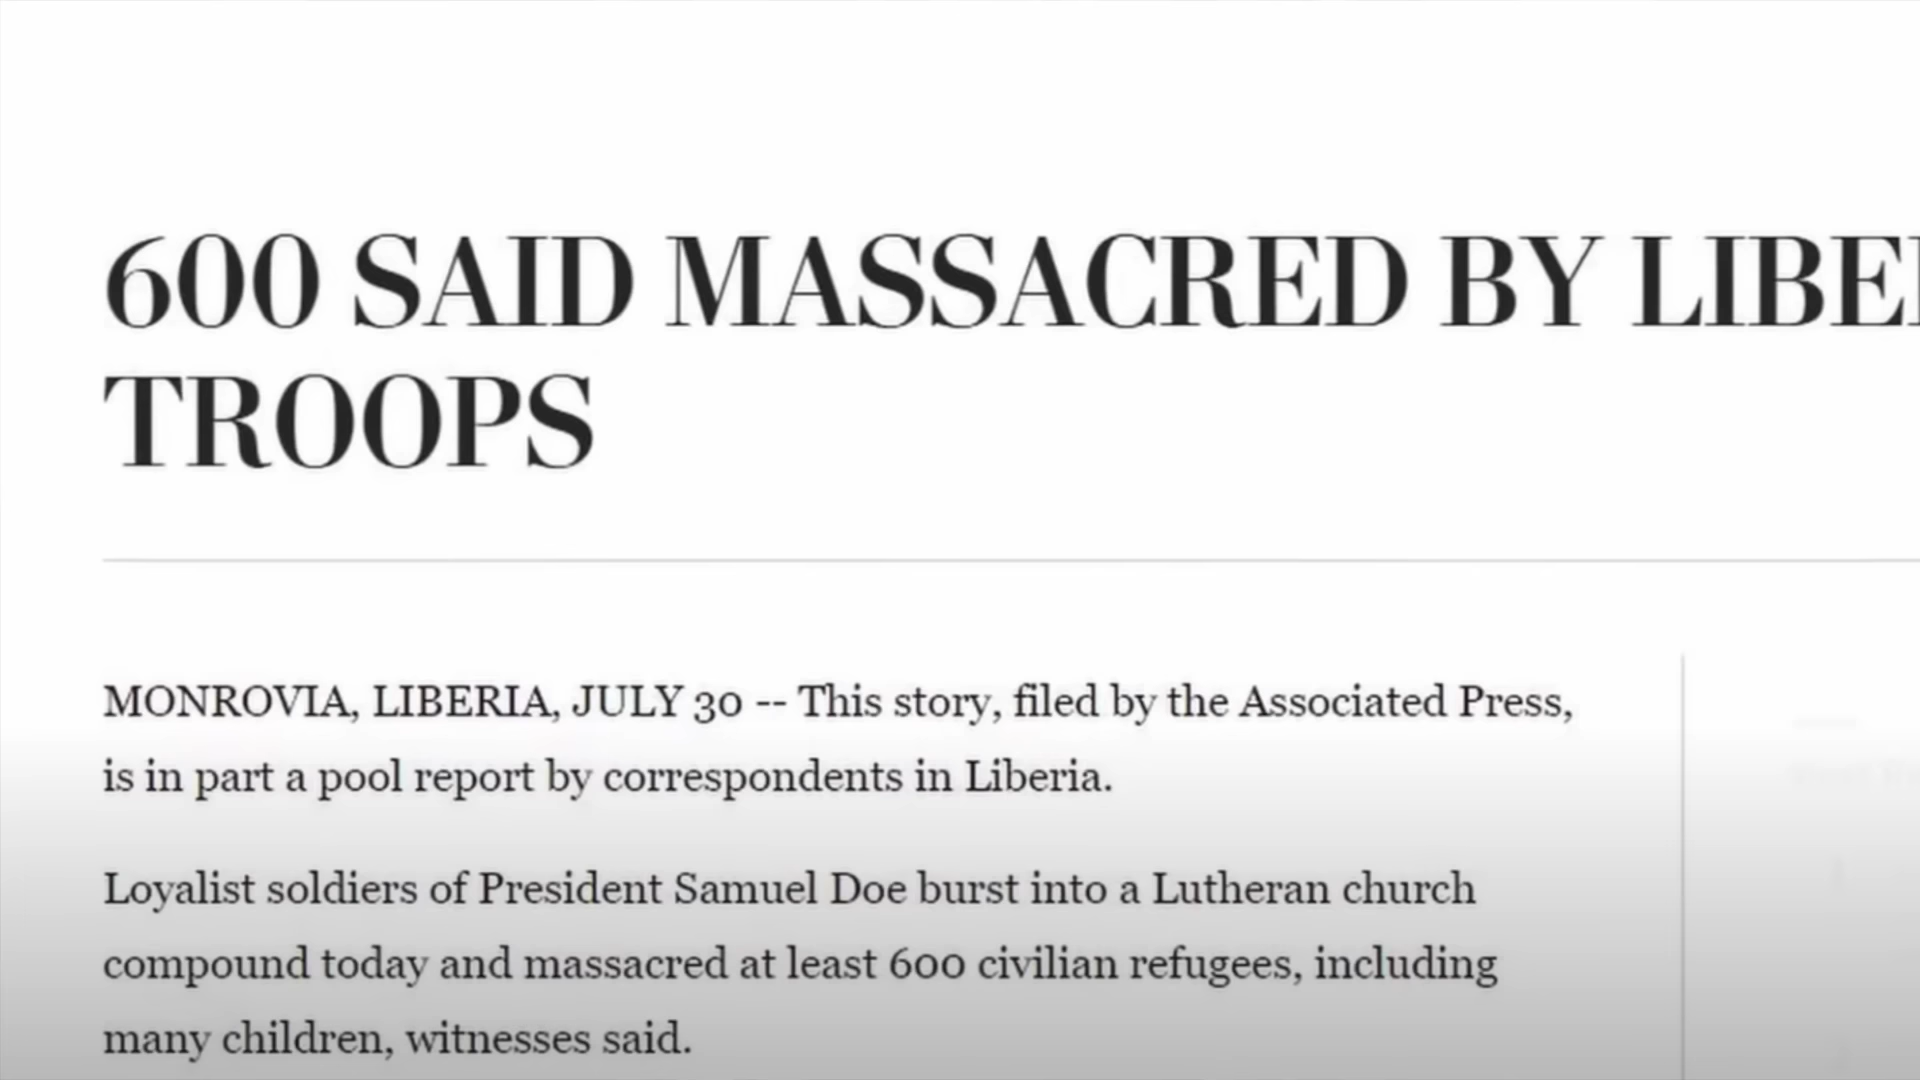 600 SAID MASSACRED BY LIBE
TROOPS
MONROVIA, LIBERIA, JULY 30 -- This story, filed by the Associated Press,
is in part a pool report by correspondents in Liberia.
Loyalist soldiers of President Samuel Doe burst into a Lutheran church
compound today and massacred at least 600 civilian refugees, including
many children, witnesses said.